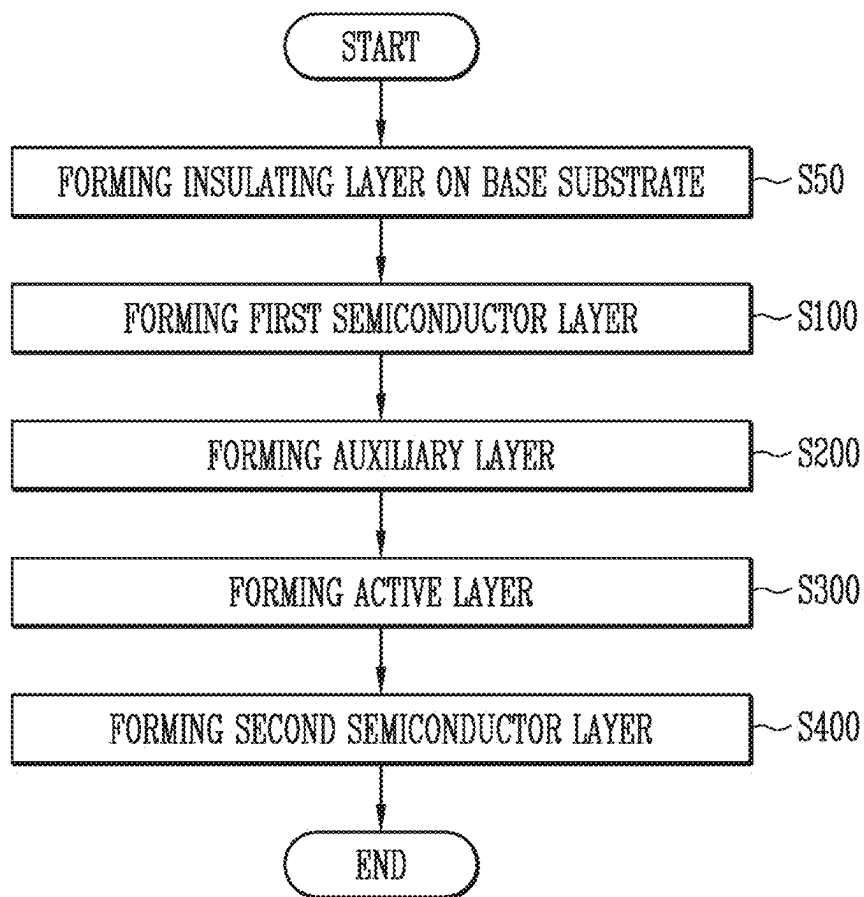 START
FORMING INSULATING LAYER ON BASE SUBSTRATE S50
FORMING FIRST SEMICONDUCTOR LAYER S100
FORMING AUXILIARY LAYER S200
FORMING ACTIVE LAYER S300
FORMING SECOND SEMICONDUCTOR LAYER S400
END